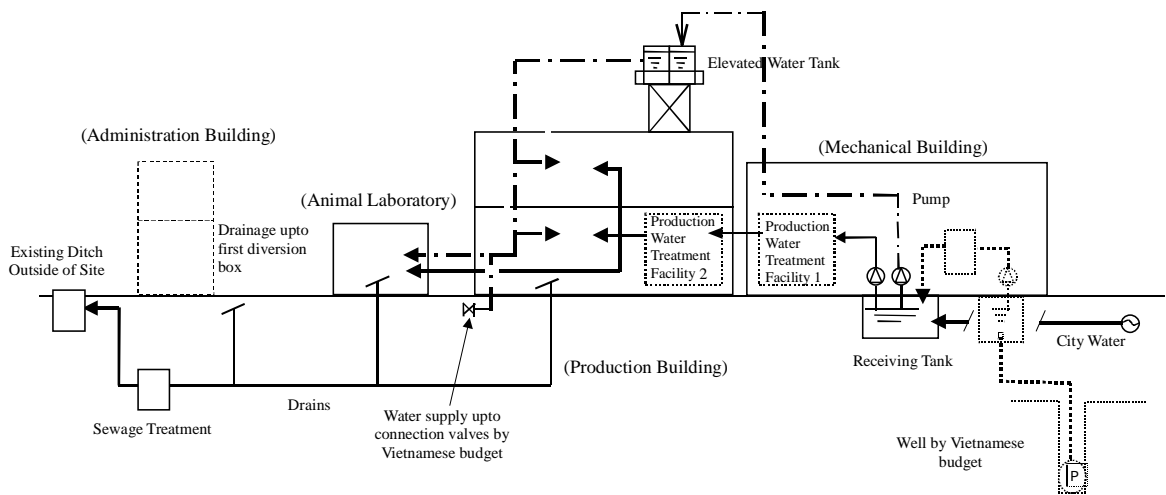 Elevated Water Tank
(Administration Building)
(Mechanical Building)
(Animal Laboratory)
Pump
Drainage upto
first diversion
box
Production
Water
Treatment
Facility 2
Production
Water
Treatment
Facility 1
Existing Ditch
Outside of Site
City Water
Receiving Tank
(Production Building)
Drains
Sewage Treatment
Water supply upto
connection valves by
Vietnamese budget
Well by Vietnamese
budget
P